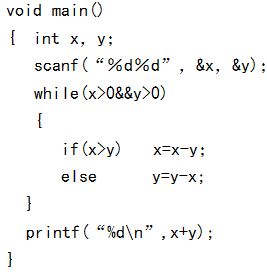 void main()
{ int x, y;
scanf(“%d%d”, &x, &y);
while(x>0&&y>0)
{
if(x>y) x=x-y;
else y=y-x;
}
printf(“%d\n”,x+y);
}